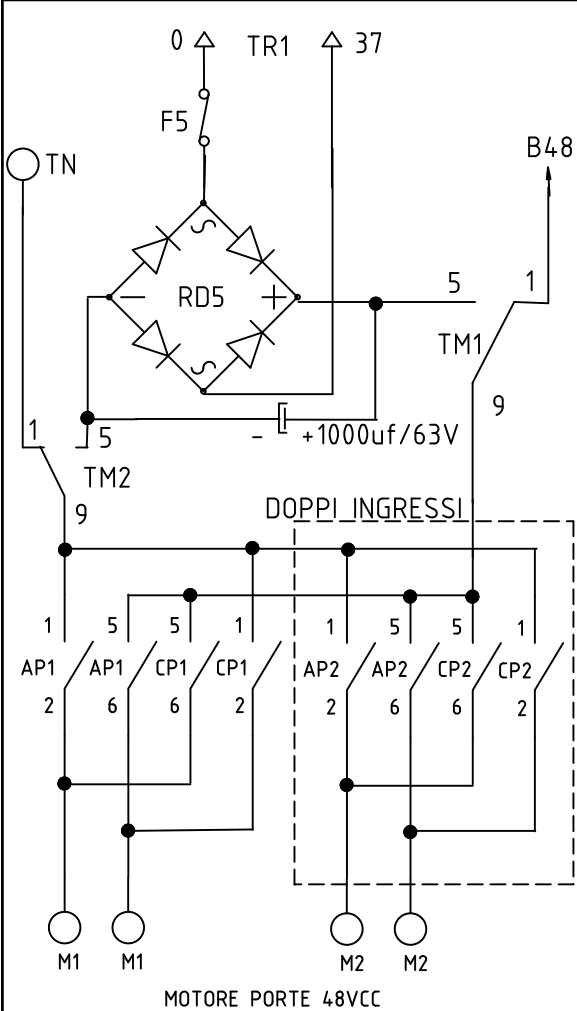 0 TR1 37
F5
TN
B48
RD5
− +
5 1
TM1
9
1 5
- +1000uf/63V
TM2
9
DOPPI INGRESSI
1 5 5 1 1 5 5 1
AP1 AP1 CP1 CP1 AP2 AP2 CP2 CP2
2 6 6 2 2 6 6 2
M1 M1 M2 M2
MOTORE PORTE 48VCC